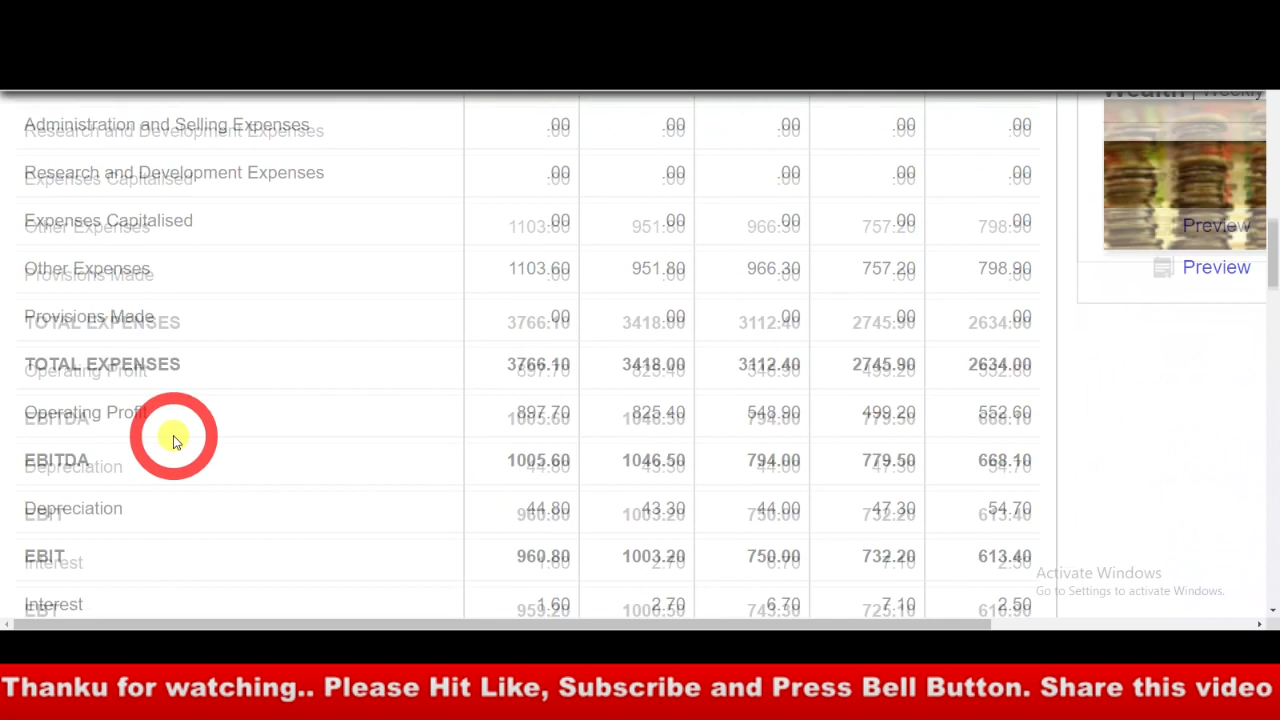 Wealth | Weekly
Administration and Selling Expenses .00 .00 .00 .00 .00
Research and Development Expenses .00 .00 .00 .00 .00
Expenses Capitalised .00 .00 .00 .00 .00
Preview
Other Expenses 1103.60 951.80 966.30 757.20 798.90
Preview
Provisions Made .00 .00 .00 .00 .00
TOTAL EXPENSES 3766.10 3418.00 3112.40 2745.90 2634.00
Operating Profit 897.70 825.40 548.90 499.20 552.60
EBITDA 1005.60 1046.50 794.00 779.50 668.10
Depreciation 44.80 43.30 44.00 47.30 54.70
EBIT 960.80 1003.20 750.00 732.20 613.40
Activate Windows
Go to Settings to activate Windows.
Interest 1.60 2.70 6.70 7.10 2.50
Thanku for watching.. Please Hit Like, Subscribe and Press Bell Button. Share this video